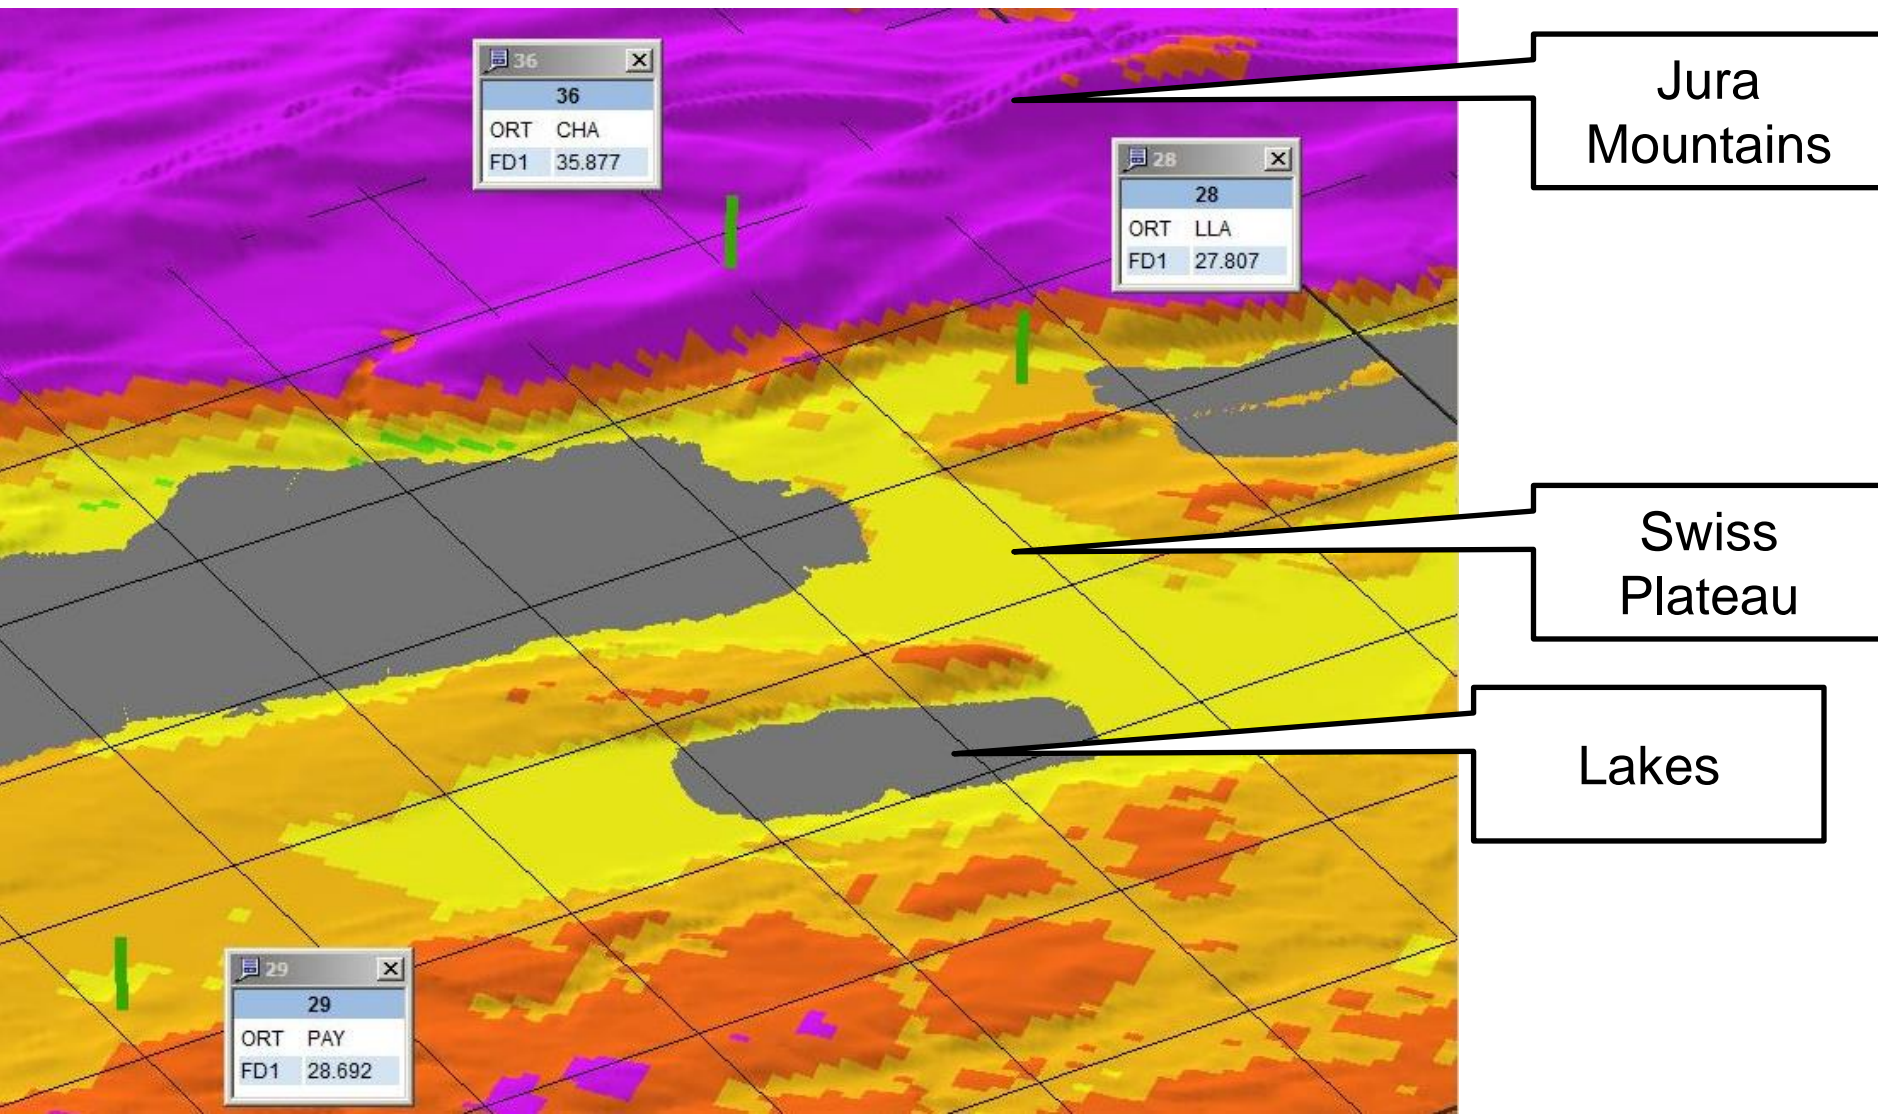 36
36
ORT CHA
FD1 35.877
Jura
Mountains
28
28
ORT LLA
FD1 27.807
Swiss
Plateau
Lakes
29
29
ORT PAY
FD1 28.692